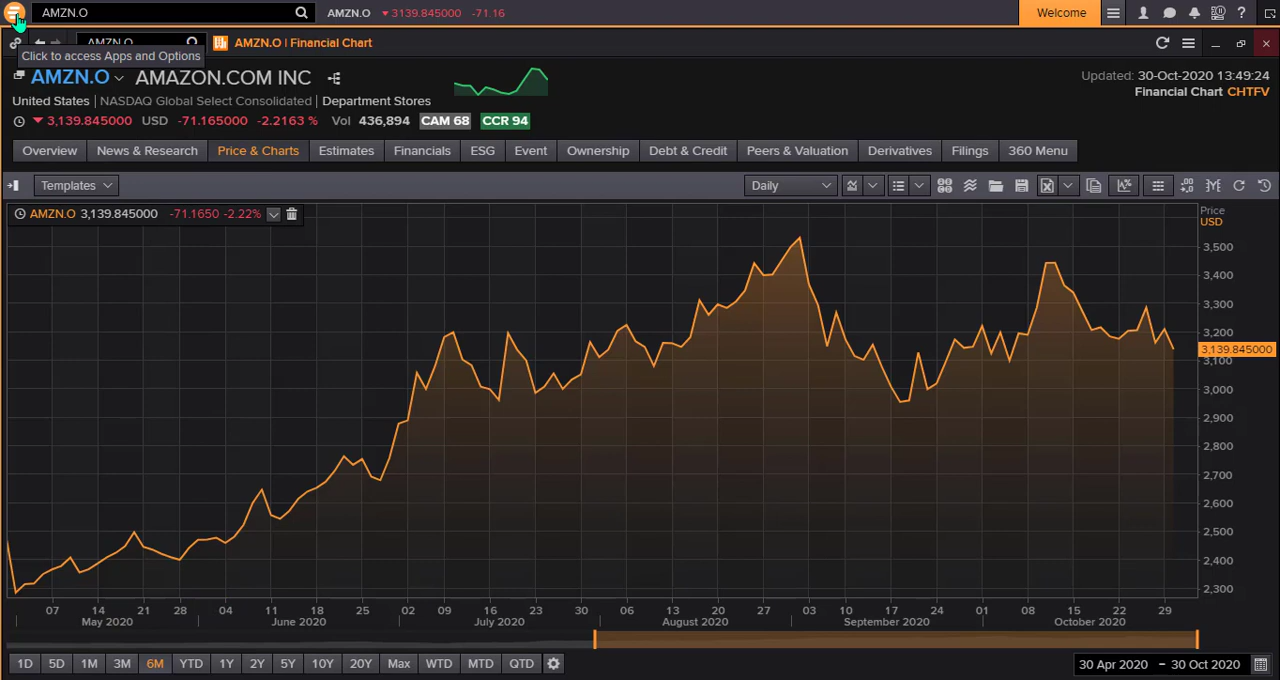 AMZN.O AMZN.O 3139.845000 -71.16 Welcome ?
AMZN.O AMZN.O | Financial Chart
Click to access Apps and Options
AMZN.O AMAZON.COM INC Updated: 30-Oct-2020 13:49:24
United States | NASDAQ Global Select Consolidated | Department Stores Financial Chart CHTFV
3,139.845000 USD -71.165000 -2.2163 % Vol 436,894 CAM 68 CCR 94
Overview News & Research Price & Charts Estimates Financials ESG Event Ownership Debt & Credit Peers & Valuation Derivatives Filings 360 Menu
Templates Daily
AMZN.O 3,139.845000 -71.1650 -2.22% Price
USD
3,500
3,400
3,300
3,200
3,139.845000
3,100
3,000
2,900
2,800
2,700
2,600
2,500
2,400
2,300
07 14 21 28 04 11 18 25 02 09 16 23 30 06 13 20 27 03 10 17 24 01 08 15 22 29
May 2020 June 2020 July 2020 August 2020 September 2020 October 2020
1D 5D 1M 3M 6M YTD 1Y 2Y 5Y 10Y 20Y Max WTD MTD QTD 30 Apr 2020 – 30 Oct 2020